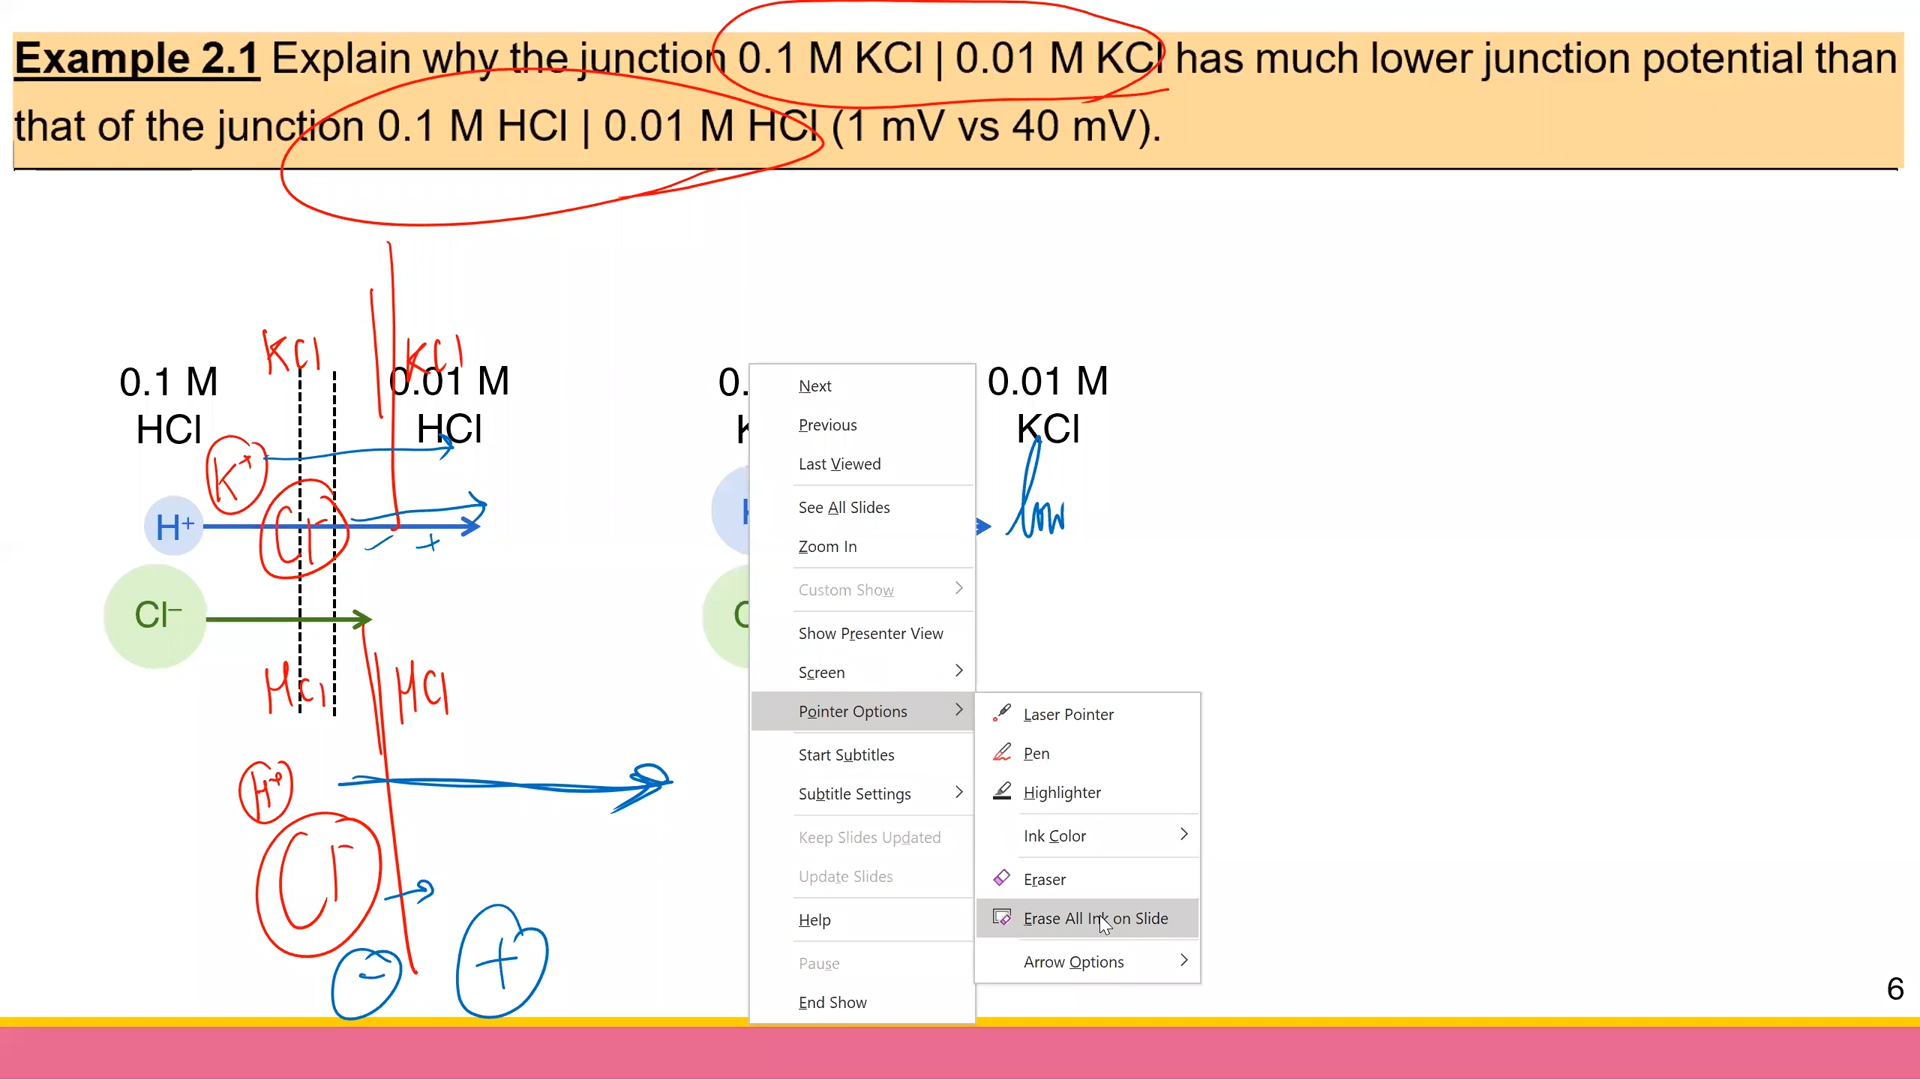 Example 2.1 Explain why the junction 0.1 M KCl | 0.01 M KCl has much lower junction potential than
that of the junction 0.1 M HCl | 0.01 M HCl (1 mV vs 40 mV).
KCl KCl
0.1 M 0.01 M
HCl HCl
K+
H+ Cl-
- +
Cl–
HCl HCl
H+
Cl-
- +
0. 0.01 M
KCl
low
Next
Previous
Last Viewed
See All Slides
Zoom In
Custom Show
Show Presenter View
Screen
Pointer Options
Start Subtitles
Subtitle Settings
Keep Slides Updated
Update Slides
Help
Pause
End Show
Laser Pointer
Pen
Highlighter
Ink Color
Eraser
Erase All Ink on Slide
Arrow Options
6